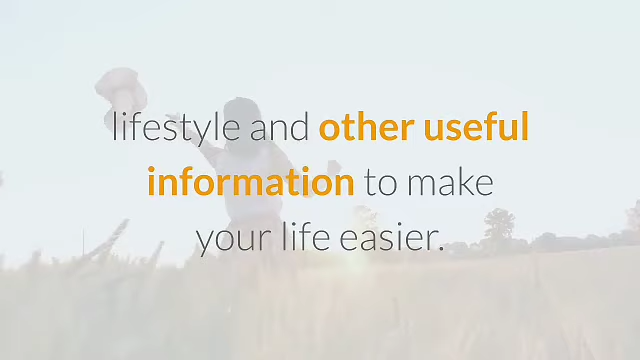 lifestyle and other useful
information to make
your life easier.